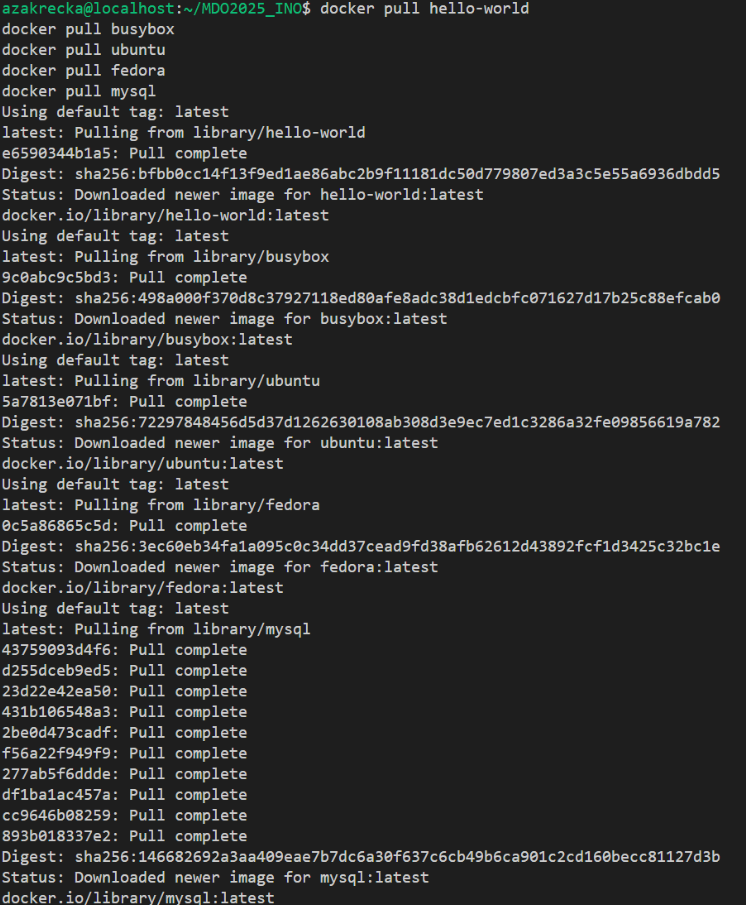 azakrecka@localhost:~/MDO2025_INO$ docker pull hello-world
docker pull busybox
docker pull ubuntu
docker pull fedora
docker pull mysql
Using default tag: latest
latest: Pulling from library/hello-world
e6590344b1a5: Pull complete
Digest: sha256:bfbb0cc14f13f9ed1ae86abc2b9f11181dc50d779807ed3a3c5e55a6936dbdd5
Status: Downloaded newer image for hello-world:latest
docker.io/library/hello-world:latest
Using default tag: latest
latest: Pulling from library/busybox
9c0abc9c5bd3: Pull complete
Digest: sha256:498a000f370d8c37927118ed80afe8adc38d1edcbfc071627d17b25c88efcab0
Status: Downloaded newer image for busybox:latest
docker.io/library/busybox:latest
Using default tag: latest
latest: Pulling from library/ubuntu
5a7813e071bf: Pull complete
Digest: sha256:72297848456d5d37d1262630108ab308d3e9ec7ed1c3286a32fe09856619a782
Status: Downloaded newer image for ubuntu:latest
docker.io/library/ubuntu:latest
Using default tag: latest
latest: Pulling from library/fedora
0c5a86865c5d: Pull complete
Digest: sha256:3ec60eb34fa1a095c0c34dd37cead9fd38afb62612d43892fcf1d3425c32bc1e
Status: Downloaded newer image for fedora:latest
docker.io/library/fedora:latest
Using default tag: latest
latest: Pulling from library/mysql
43759093d4f6: Pull complete
d255dceb9ed5: Pull complete
23d22e42ea50: Pull complete
431b106548a3: Pull complete
2be0d473cadf: Pull complete
f56a22f949f9: Pull complete
277ab5f6ddde: Pull complete
df1ba1ac457a: Pull complete
cc9646b08259: Pull complete
893b018337e2: Pull complete
Digest: sha256:146682692a3aa409eae7b7dc6a30f637c6cb49b6ca901c2cd160becc81127d3b
Status: Downloaded newer image for mysql:latest
docker.io/library/mysql:latest